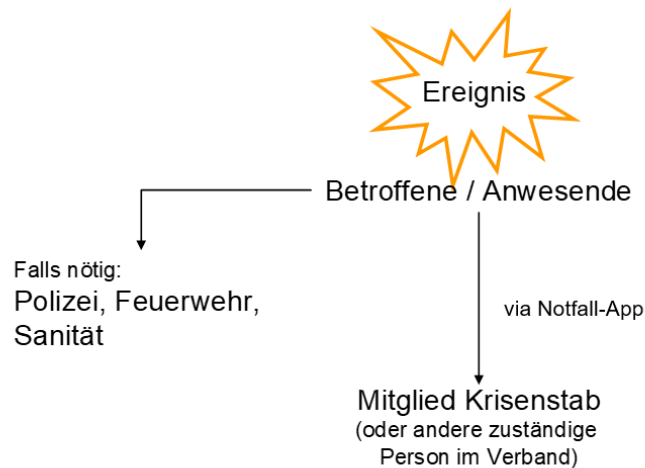 Ereignis
Betroffene / Anwesende
Falls nötig:
Polizei, Feuerwehr,
Sanität
via Notfall-App
Mitglied Krisenstab
(oder andere zuständige
Person im Verband)